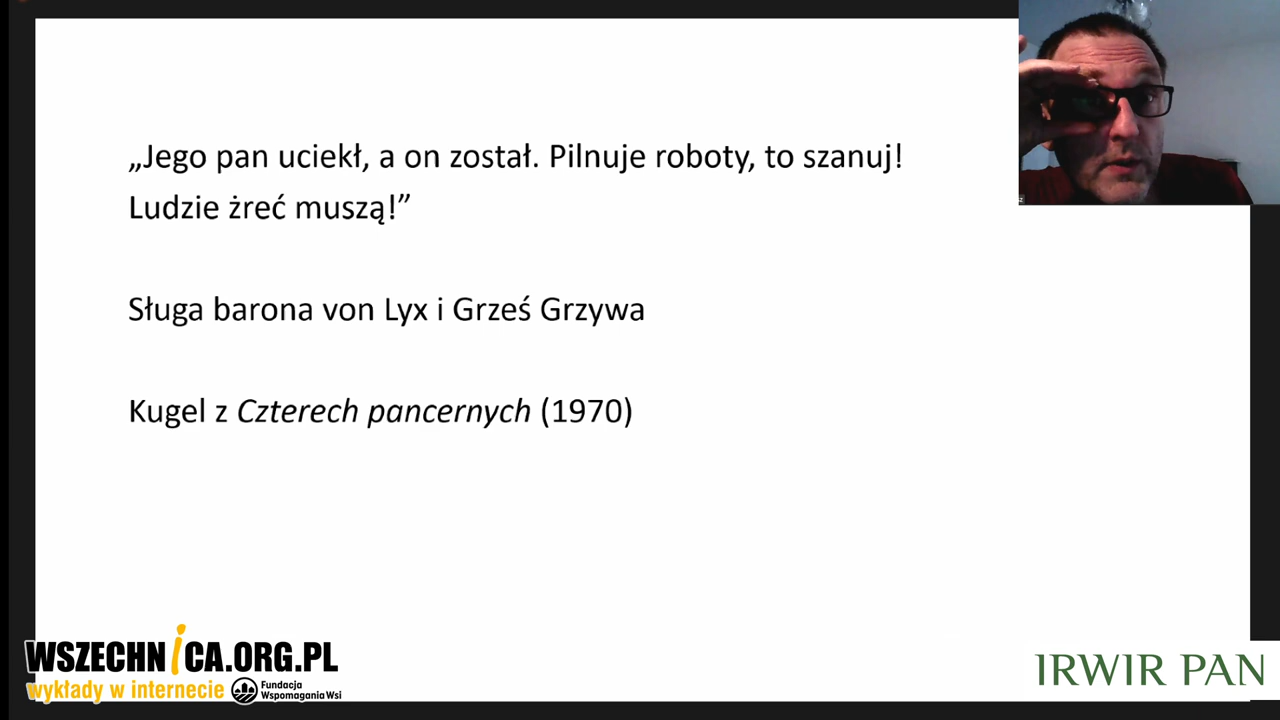 „Jego pan uciekł, a on został. Pilnuje roboty, to szanuj!
Ludzie żreć muszą!”
Sługa barona von Lyx i Grześ Grzywa
Kugel z Czterech pancernych (1970)
WSZECHNICA.ORG.PL
wykłady w internecie
Fundacja
Wspomagania Wsi
IRWIR PAN